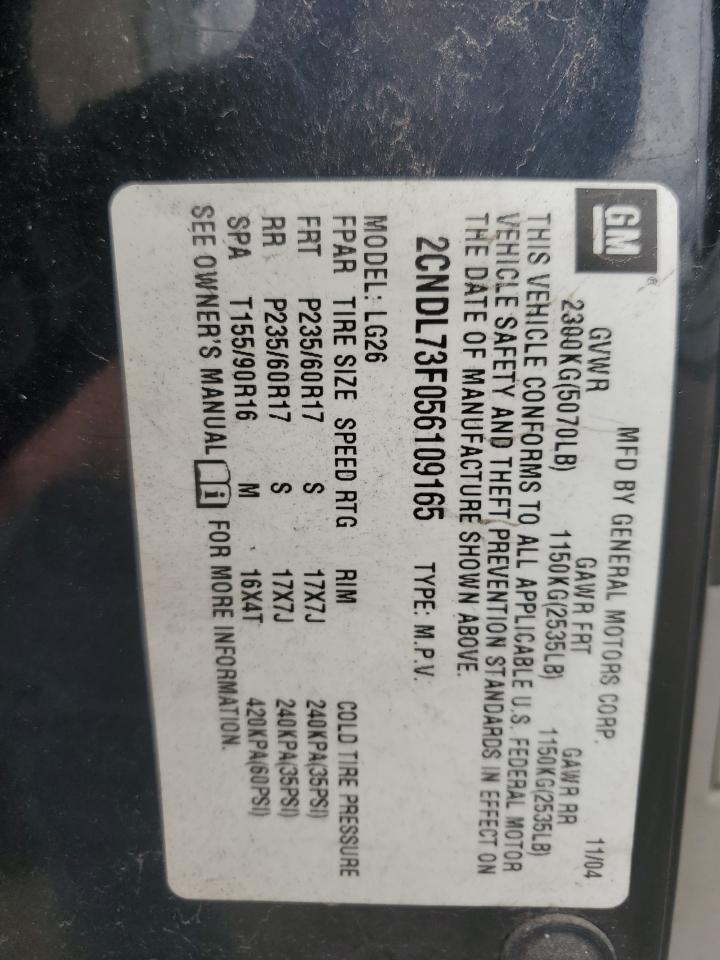 GM®
MFD BY GENERAL MOTORS CORP. 11/04
GVWR GAWR FRT GAWR RR
2300KG(5070LB) 1150KG(2535LB) 1150KG(2535LB)
THIS VEHICLE CONFORMS TO ALL APPLICABLE U.S. FEDERAL MOTOR
VEHICLE SAFETY AND THEFT PREVENTION STANDARDS IN EFFECT ON
THE DATE OF MANUFACTURE SHOWN ABOVE.
2CNDL73F056109165 TYPE: M.P.V.
MODEL: LG26
FPAR TIRE SIZE SPEED RTG RIM COLD TIRE PRESSURE
FRT P235/60R17 S 17X7J 240KPA(35PSI)
RR P235/60R17 S 17X7J 240KPA(35PSI)
SPA T155/90R16 M 16X4T 420KPA(60PSI)
SEE OWNER'S MANUAL i FOR MORE INFORMATION.